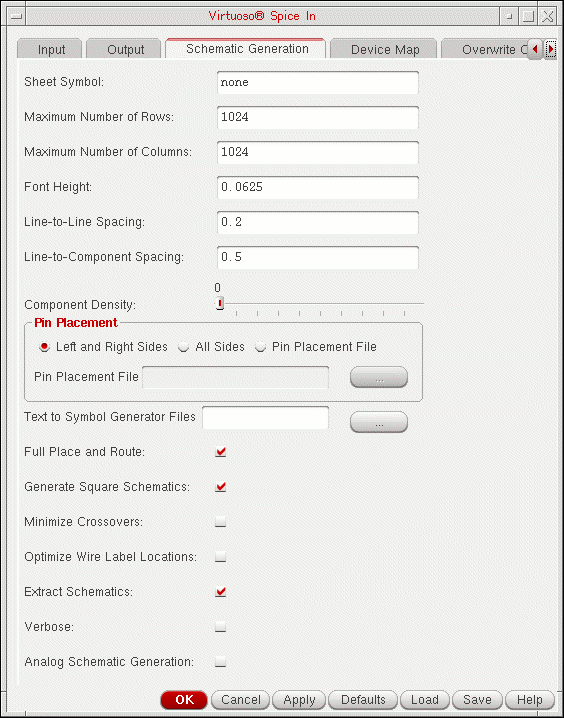 Virtuoso® Spice In
Input Output Schematic Generation Device Map Overwrite C
Sheet Symbol: none
Maximum Number of Rows: 1024
Maximum Number of Columns: 1024
Font Height: 0.0625
Line-to-Line Spacing: 0.2
Line-to-Component Spacing: 0.5
0
Component Density:
Pin Placement
Left and Right Sides All Sides Pin Placement File
Pin Placement File ...
Text to Symbol Generator Files ...
Full Place and Route:
Generate Square Schematics:
Minimize Crossovers:
Optimize Wire Label Locations:
Extract Schematics:
Verbose:
Analog Schematic Generation:
OK Cancel Apply Defaults Load Save Help